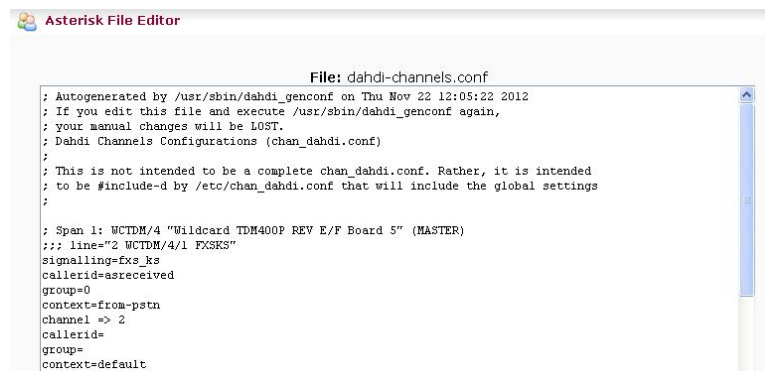 Asterisk File Editor
File: dahdi-channels.conf
; Autogenerated by /usr/sbin/dahdi_genconf on Thu Nov 22 12:05:22 2012
; If you edit this file and execute /usr/sbin/dahdi_genconf again,
; your manual changes will be LOST.
; Dahdi Channels Configurations (chan_dahdi.conf)
;
; This is not intended to be a complete chan_dahdi.conf. Rather, it is intended
; to be #include-d by /etc/chan_dahdi.conf that will include the global settings
;
; Span 1: WCTDM/4 "Wildcard TDM400P REV E/F Board 5" (MASTER)
;;; line="2 WCTDM/4/1 FXSKS"
signalling=fxs_ks
callerid=asreceived
group=0
context=from-pstn
channel => 2
callerid=
group=
context=default